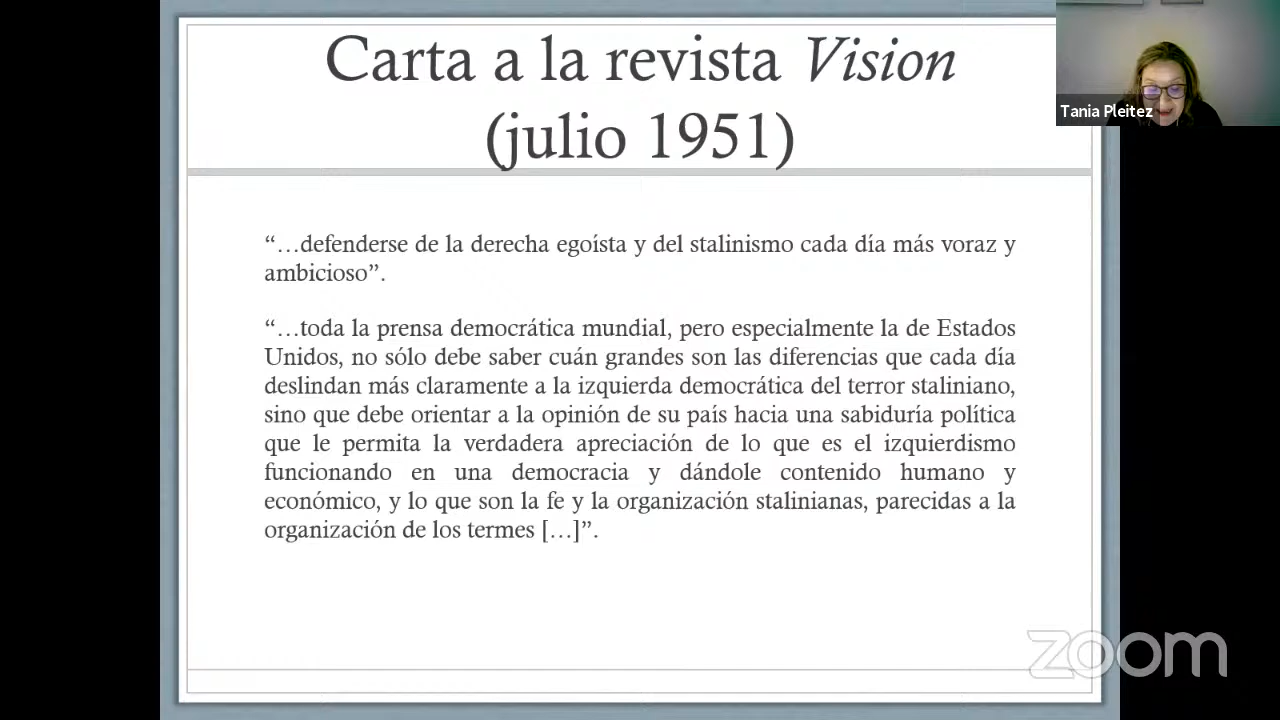 Carta a la revista Vision
(julio 1951)
Tania Pleitez
“…defenderse de la derecha egoísta y del stalinismo cada día más voraz y
ambicioso”.
“…toda la prensa democrática mundial, pero especialmente la de Estados
Unidos, no sólo debe saber cuán grandes son las diferencias que cada día
deslindan más claramente a la izquierda democrática del terror staliniano,
sino que debe orientar a la opinión de su país hacia una sabiduría política
que le permita la verdadera apreciación de lo que es el izquierdismo
funcionando en una democracia y dándole contenido humano y
económico, y lo que son la fe y la organización stalinianas, parecidas a la
organización de los termes […]”.
zoom